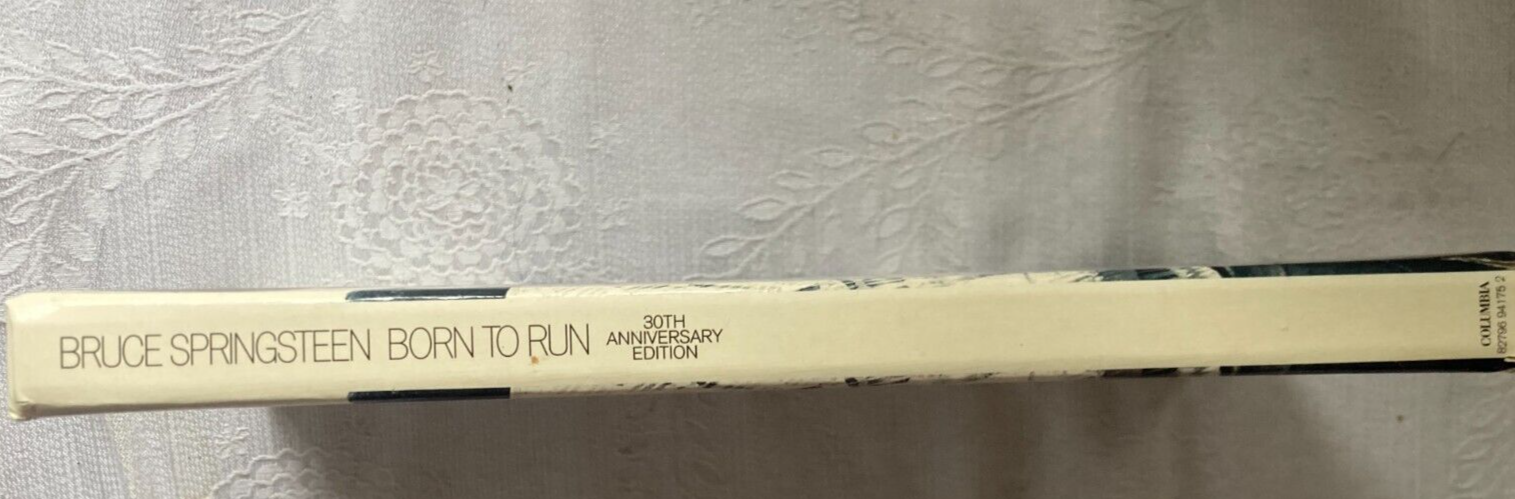 BRUCE SPRINGSTEEN BORN TO RUN
30TH
ANNIVERSARY
EDITION
COLUMBIA
82796 94175 2